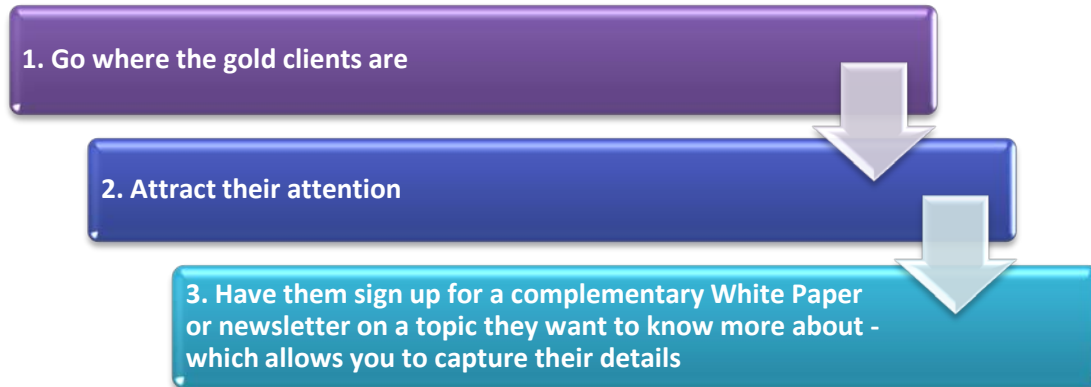 1. Go where the gold clients are
2. Attract their attention
3. Have them sign up for a complementary White Paper
or newsletter on a topic they want to know more about -
which allows you to capture their details